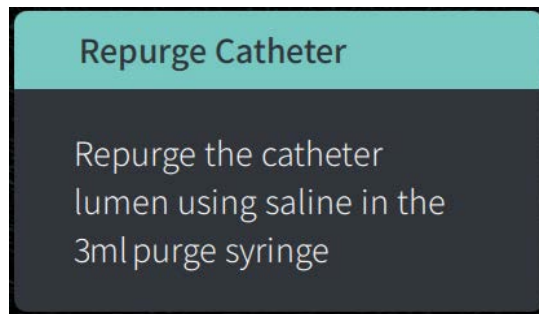 Repurge Catheter
Repurge the catheter
lumen using saline in the
3ml purge syringe